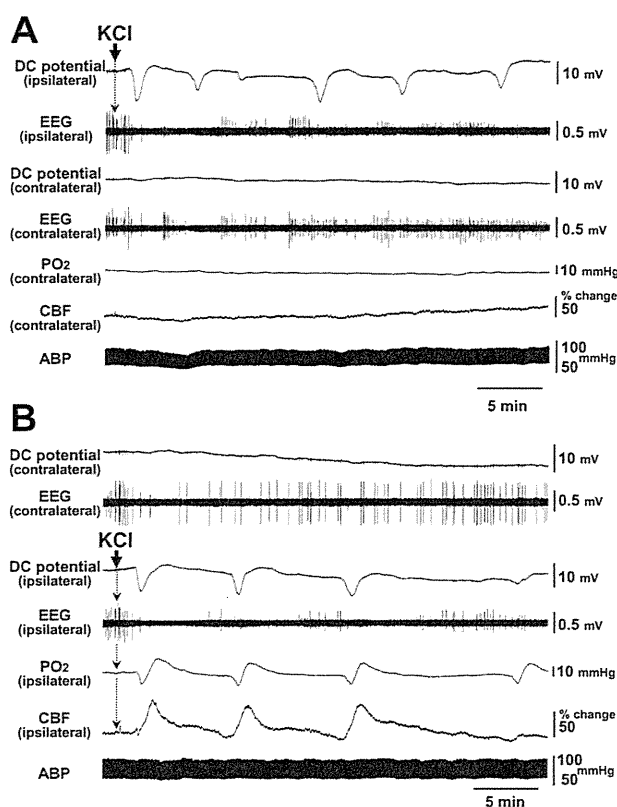 A
KCl
DC potential
(ipsilateral)
10 mV
EEG
(ipsilateral)
0.5 mV
DC potential
(contralateral)
10 mV
EEG
(contralateral)
0.5 mV
PO2
(contralateral)
10 mmHg
CBF
(contralateral)
% change
50
ABP
100
50 mmHg
5 min
B
DC potential
(contralateral)
10 mV
EEG
(contralateral)
0.5 mV
KCl
DC potential
(ipsilateral)
10 mV
EEG
(ipsilateral)
0.5 mV
PO2
(ipsilateral)
10 mmHg
CBF
(ipsilateral)
% change
50
ABP
100
50 mmHg
5 min